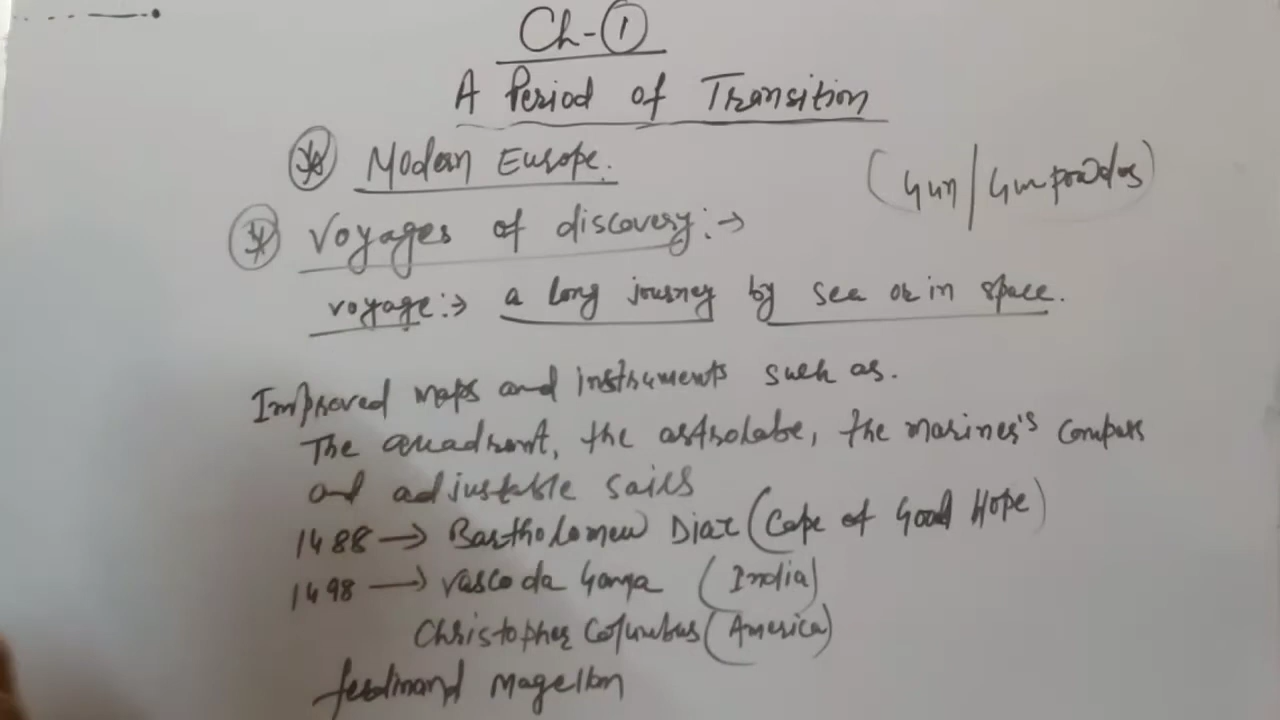 Ch-①
A Period of Transition
Modern Europe.
(Gun/Gunpowders)
Voyages of discovery:→
voyage:→ a long journey by sea or in space.
Improved maps and instruments such as.
The quadrant, the astrolabe, the mariner's compass
and adjustable sails
1488→ Bartholomew Diaz (Cape of Good Hope)
1498 → Vasco da Gama (India)
Christopher Columbus (America)
ferdinand Magellan